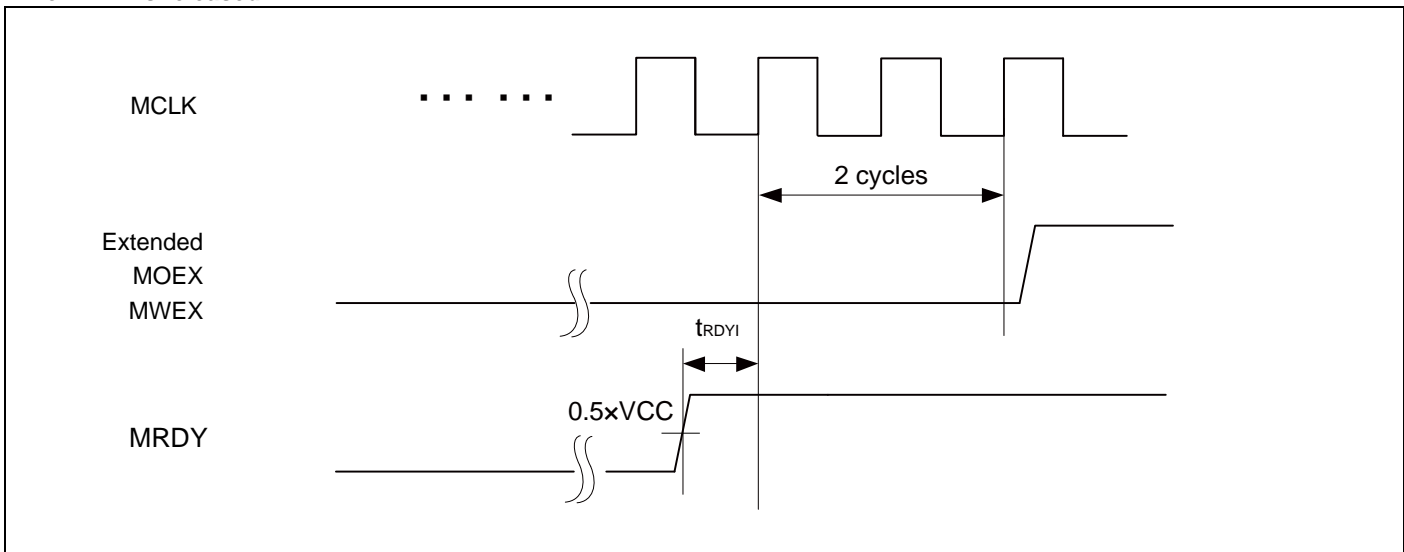 MCLK
2 cycles
Extended
MOEX
MWEX
tRDYI
0.5×VCC
MRDY